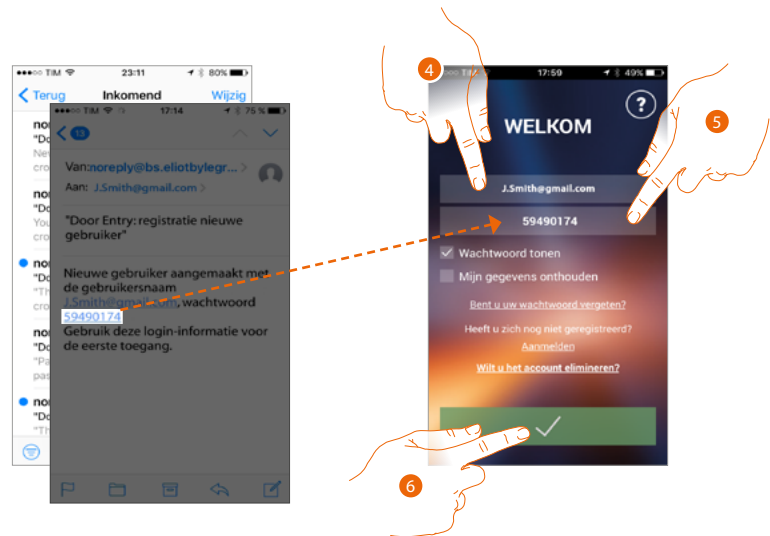 TIM 23:11 80%
Terug Inkomend Wijzig
TIM 17:14 75 %
13
Van:noreply@bs.eliotbylegr... >
Aan: J.Smith@gmail.com >
"Door Entry: registratie nieuwe
gebruiker"
Nieuwe gebruiker aangemaakt met
de gebruikersnaam
J.Smith@gmail.com, wachtwoord
59490174
Gebruik deze login-informatie voor
de eerste toegang.
4
17:59 49%
?
WELKOM
5
J.Smith@gmail.com
59490174
Wachtwoord tonen
Mijn gegevens onthouden
Bent u uw wachtwoord vergeten?
Heeft u zich nog niet geregistreerd?
Aanmelden
Wilt u het account elimineren?
6